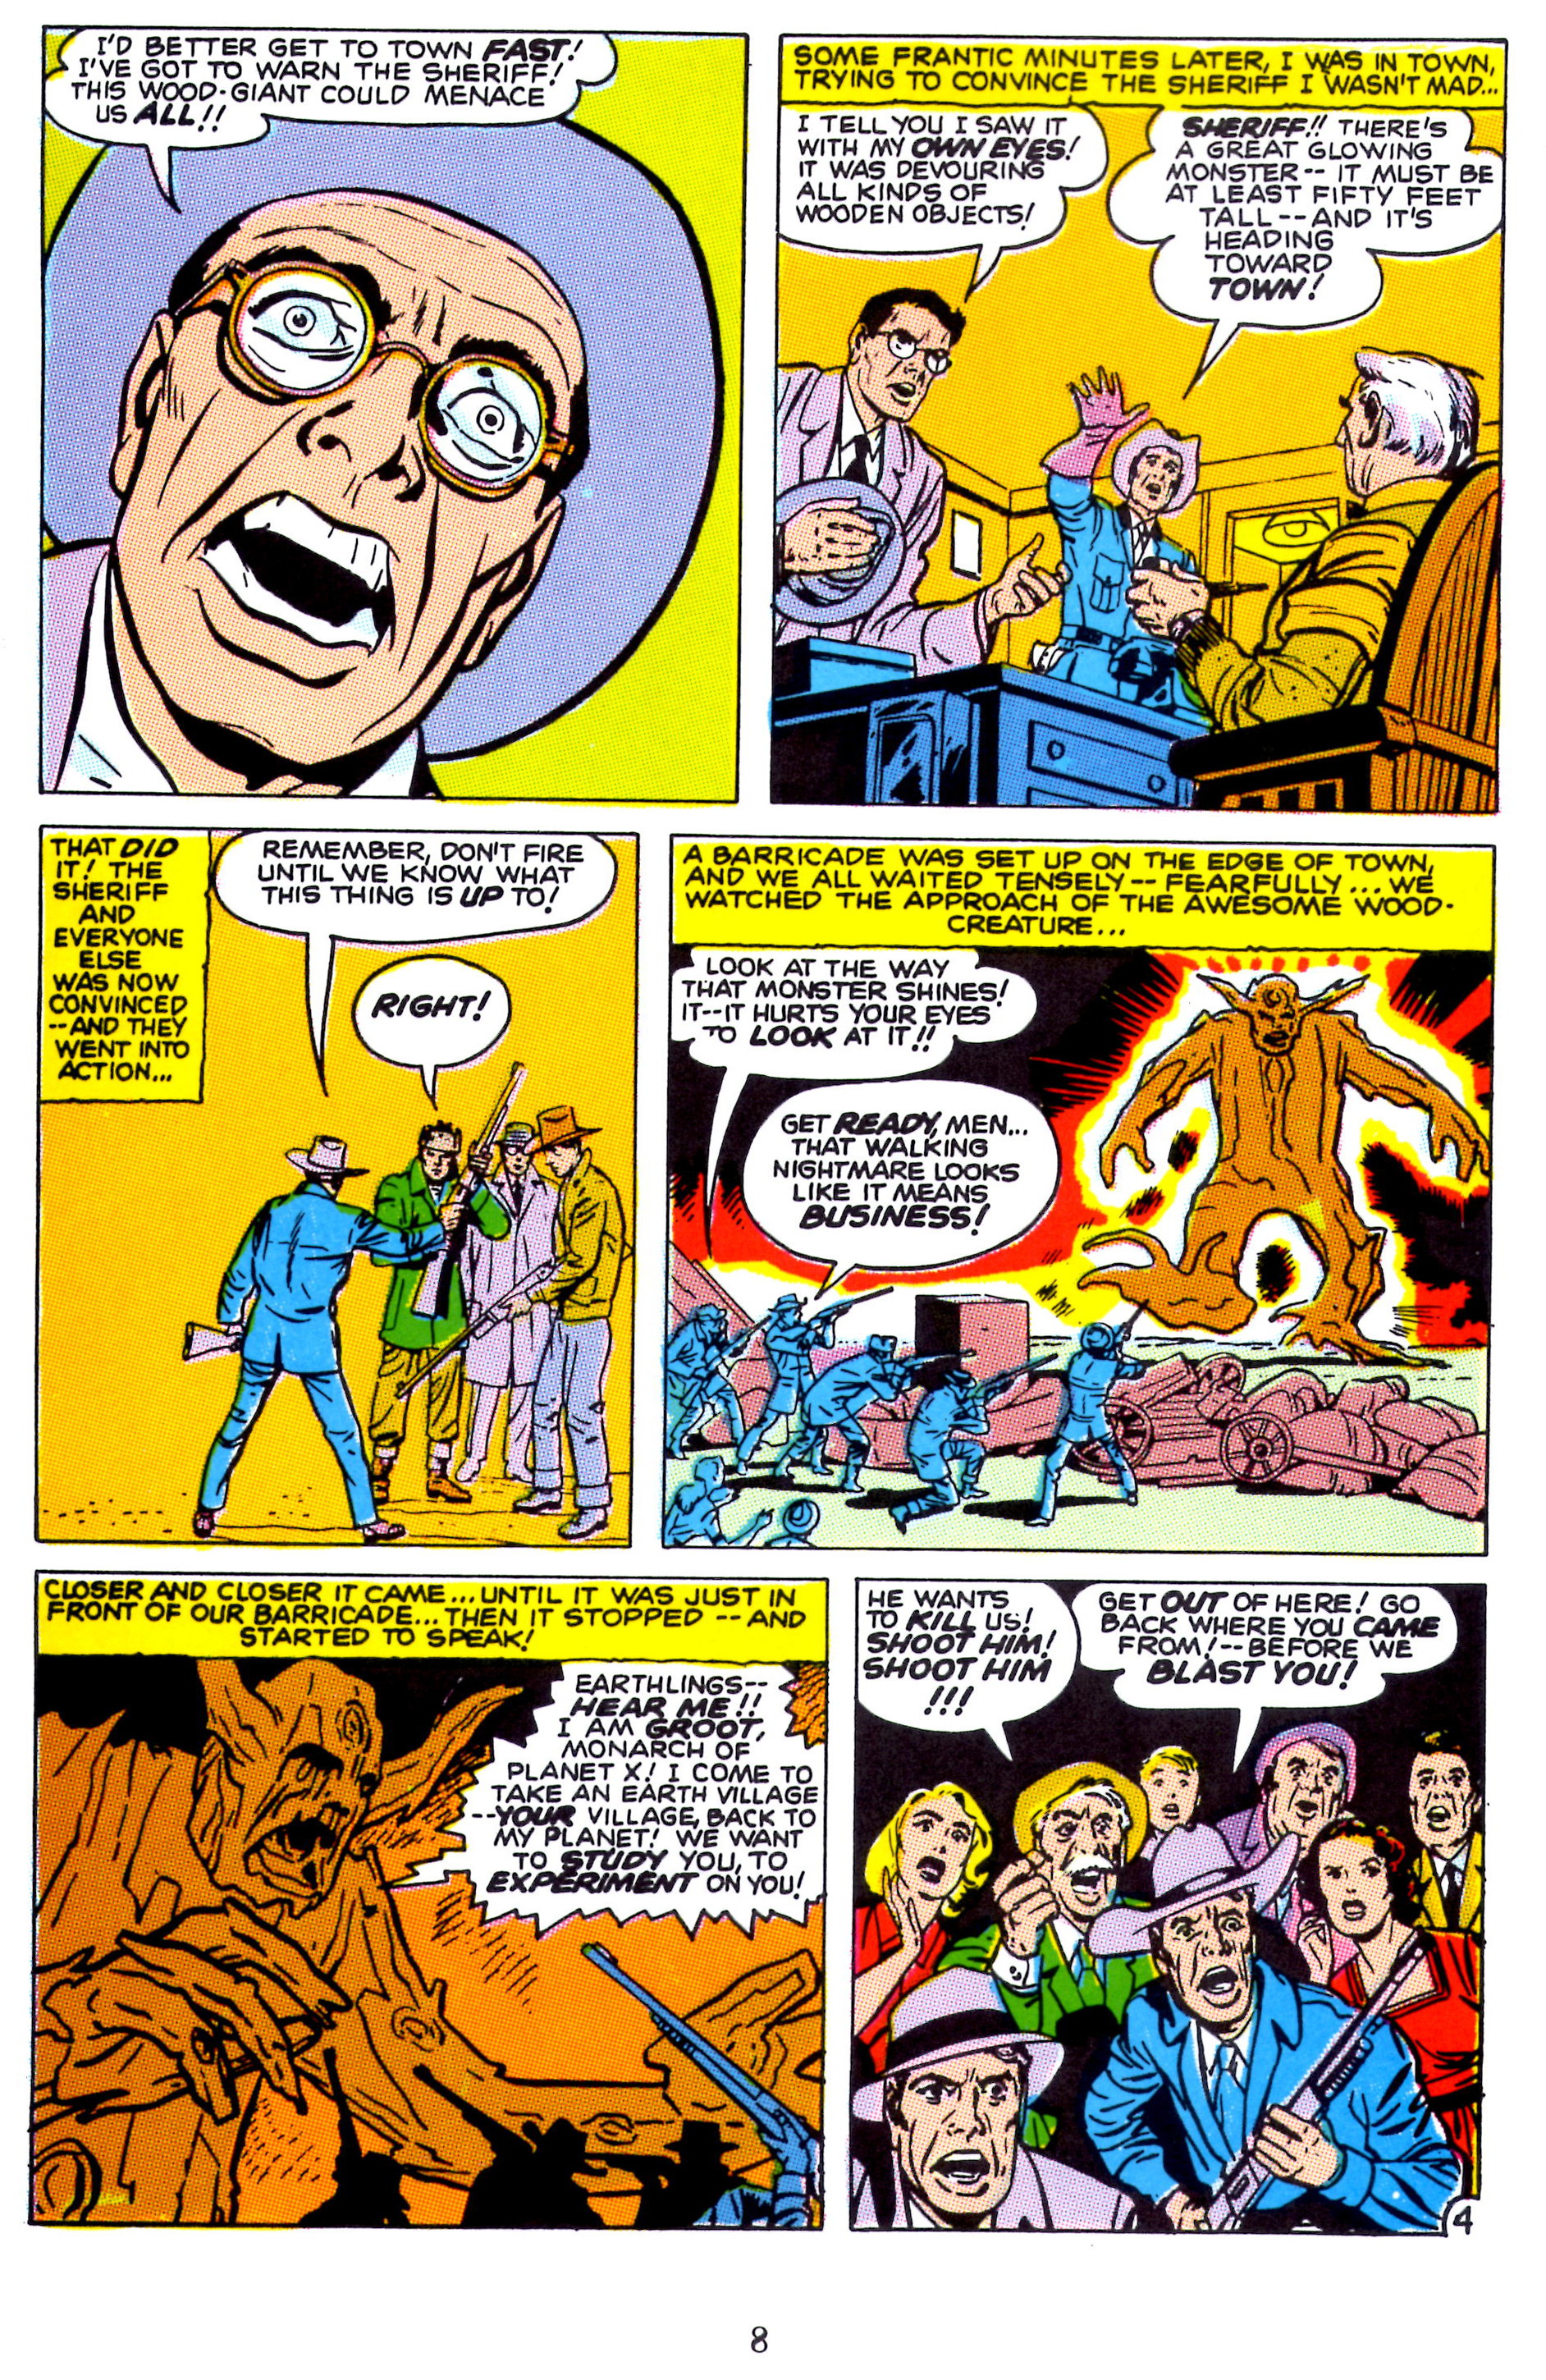 I'D BETTER GET TO TOWN FAST!
I'VE GOT TO WARN THE SHERIFF!
THIS WOOD-GIANT COULD MENACE
US ALL!!
SOME FRANTIC MINUTES LATER, I WAS IN TOWN,
TRYING TO CONVINCE THE SHERIFF I WASN'T MAD...
I TELL YOU I SAW IT
WITH MY OWN EYES!
IT WAS DEVOURING
ALL KINDS OF
WOODEN OBJECTS!
SHERIFF!! THERE'S
A GREAT GLOWING
MONSTER-- IT MUST BE
AT LEAST FIFTY FEET
TALL -- AND IT'S
HEADING
TOWARD
TOWN!
THAT DID
IT! THE
SHERIFF
AND
EVERYONE
ELSE
WAS NOW
CONVINCED
--AND THEY
WENT INTO
ACTION...
REMEMBER, DON'T FIRE
UNTIL WE KNOW WHAT
THIS THING IS UP TO!
RIGHT!
A BARRICADE WAS SET UP ON THE EDGE OF TOWN,
AND WE ALL WAITED TENSELY-- FEARFULLY... WE
WATCHED THE APPROACH OF THE AWESOME WOOD-
CREATURE...
LOOK AT THE WAY
THAT MONSTER SHINES!
IT--IT HURTS YOUR EYES
TO LOOK AT IT!!
GET READY, MEN...
THAT WALKING
NIGHTMARE LOOKS
LIKE IT MEANS
BUSINESS!
CLOSER AND CLOSER IT CAME... UNTIL IT WAS JUST IN
FRONT OF OUR BARRICADE... THEN IT STOPPED -- AND
STARTED TO SPEAK!
EARTHLINGS--
HEAR ME!!
I AM GROOT,
MONARCH OF
PLANET X! I COME TO
TAKE AN EARTH VILLAGE
--YOUR VILLAGE, BACK TO
MY PLANET! WE WANT
TO STUDY YOU, TO
EXPERIMENT ON YOU!
HE WANTS
TO KILL US!
SHOOT HIM!
SHOOT HIM
!!!
GET OUT OF HERE! GO
BACK WHERE YOU CAME
FROM!-- BEFORE WE
BLAST YOU!
4
8